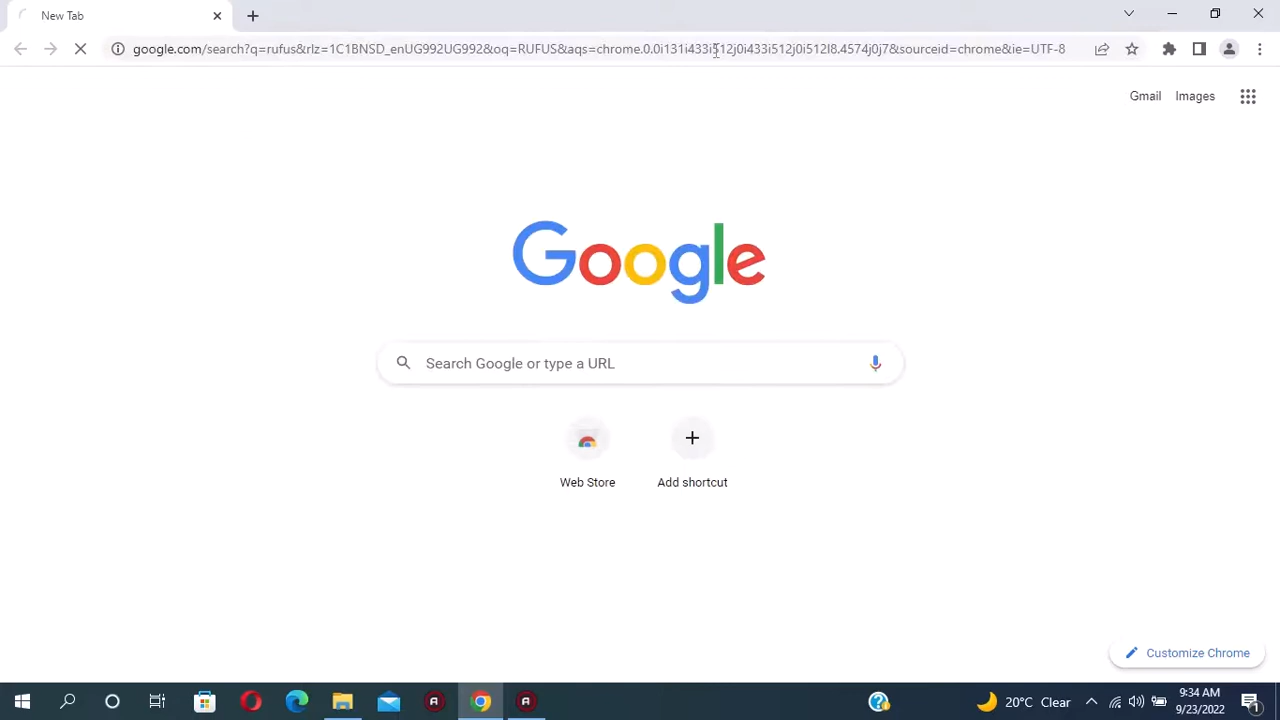 New Tab
google.com/search?q=rufus&rlz=1C1BNSD_enUG992UG992&oq=RUFUS&aqs=chrome.0.0i131i433i512j0i433i512j0i512l8.4574j0j7&sourceid=chrome&ie=UTF-8
Gmail Images
Google
Search Google or type a URL
Web Store Add shortcut
Customize Chrome
20°C Clear
9:34 AM
9/23/2022
1